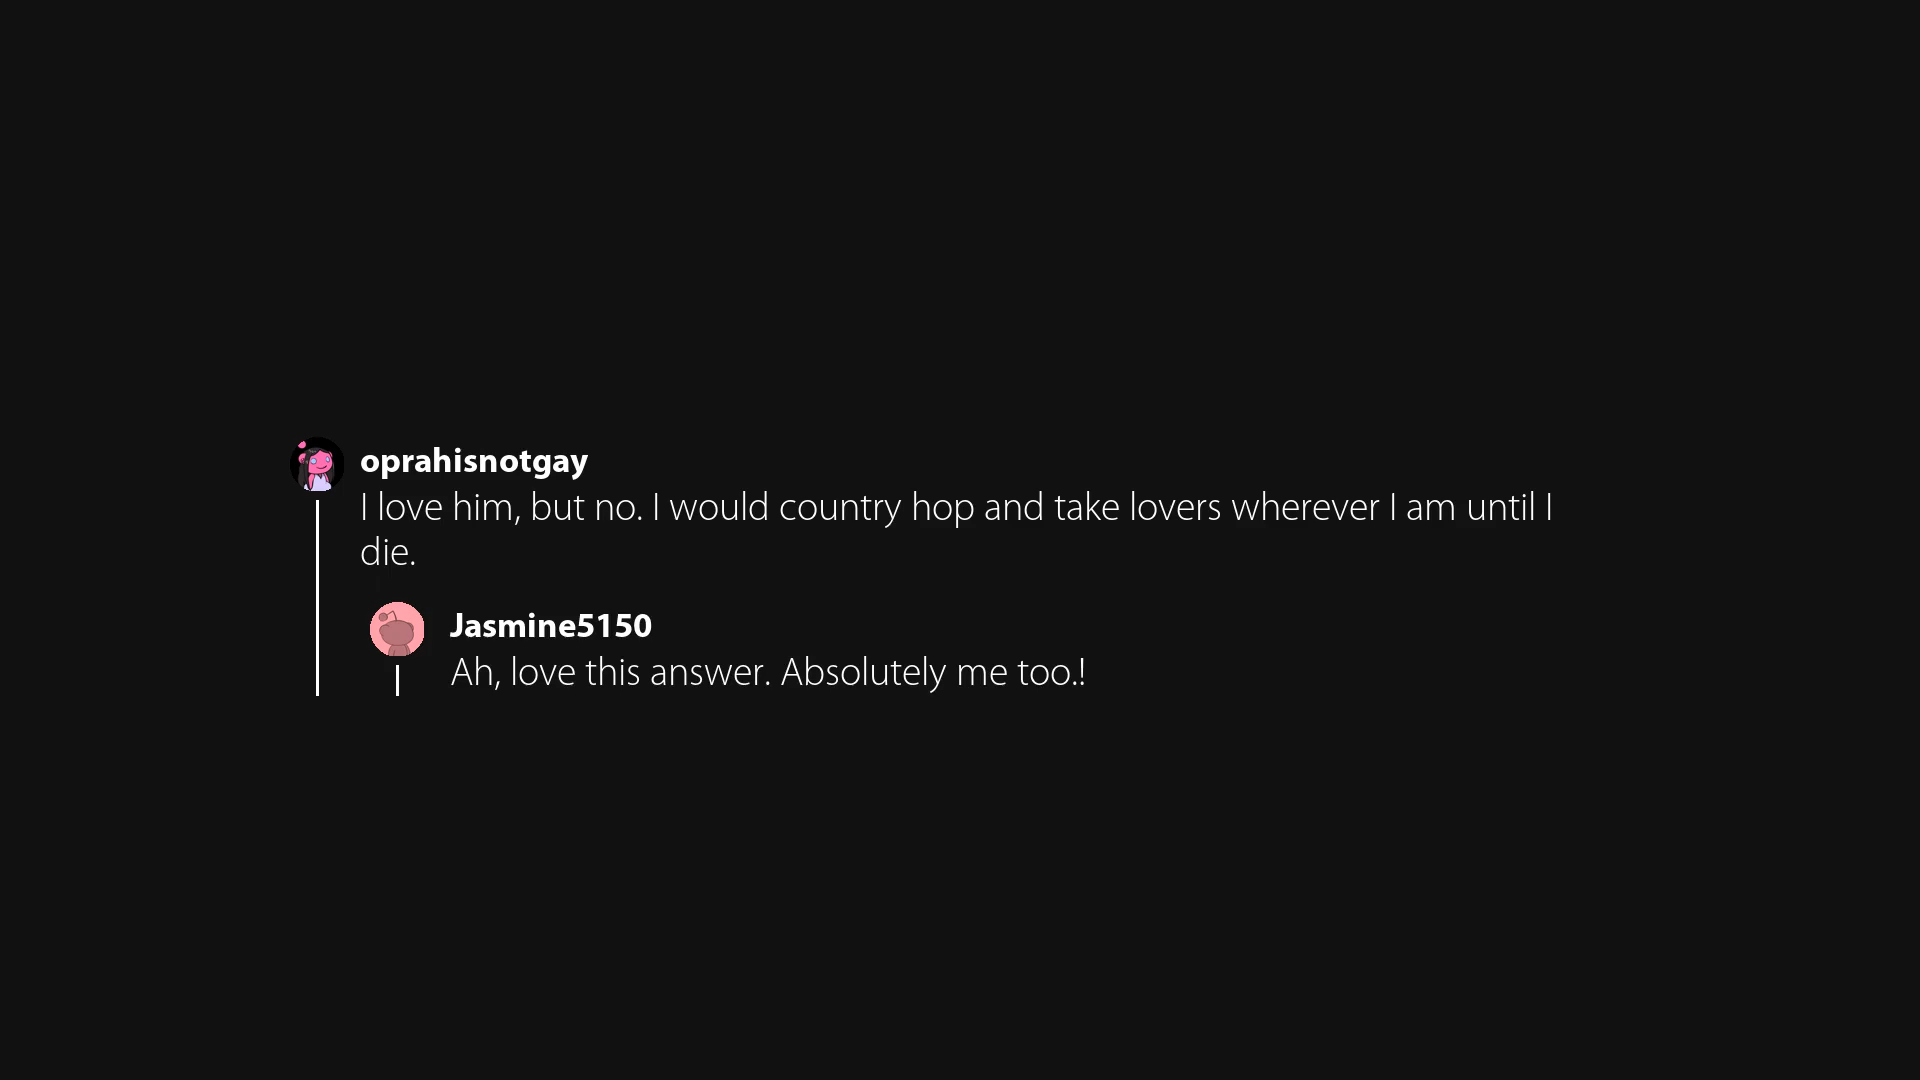 oprahisnotgay
I love him, but no. I would country hop and take lovers wherever I am until I
die.
Jasmine5150
Ah, love this answer. Absolutely me too.!